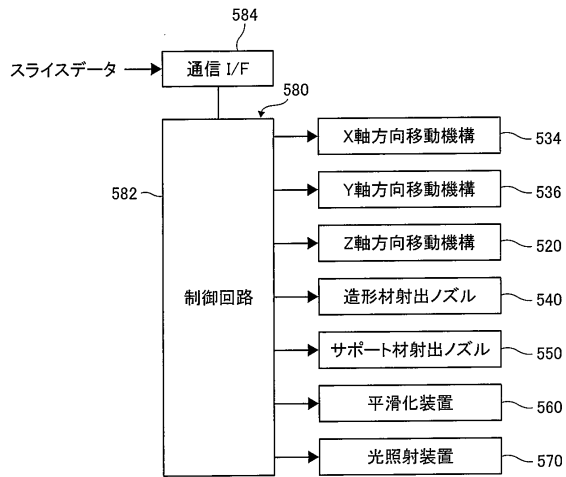 584
スライスデータ
通信 I/F
580
582
制御回路
X軸方向移動機構
534
Y軸方向移動機構
536
Z軸方向移動機構
520
造形材射出ノズル
540
サポート材射出ノズル
550
平滑化装置
560
光照射装置
570